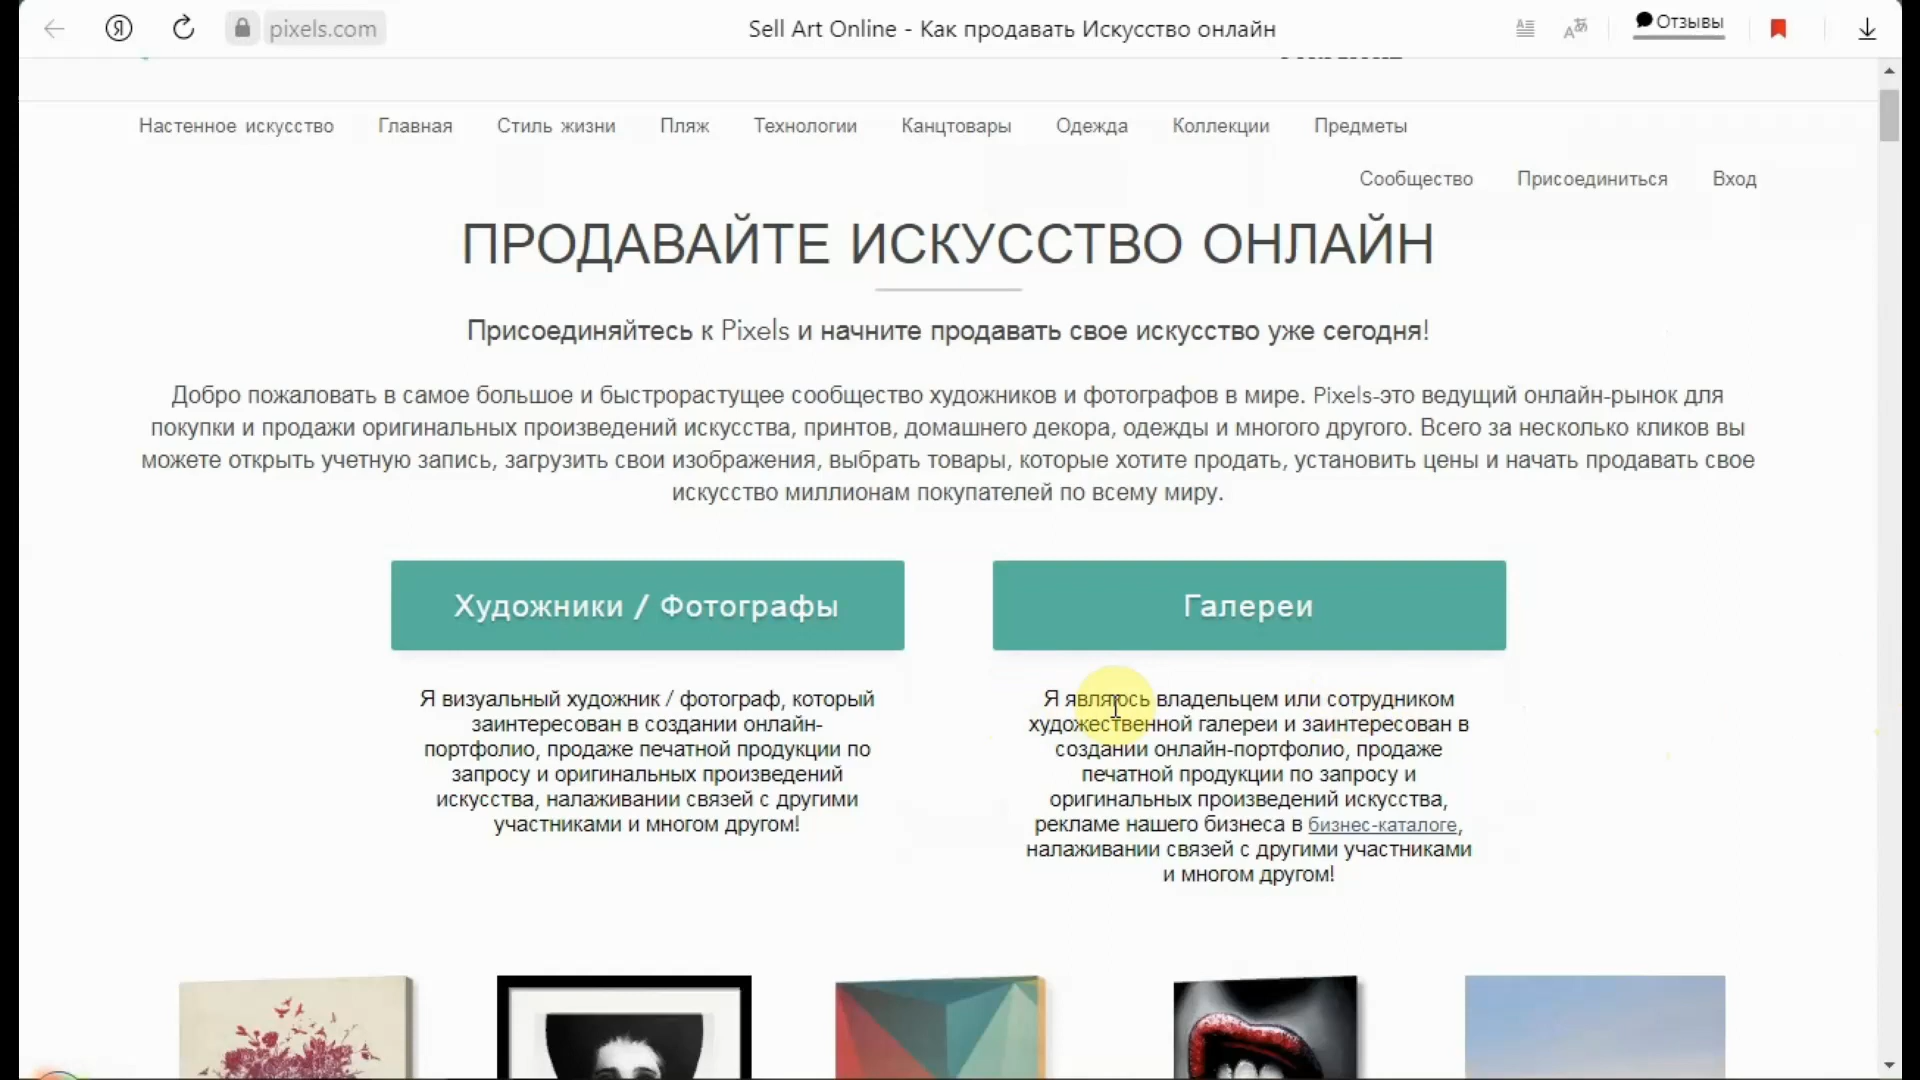 pixels.com
Sell Art Online - Как продавать Искусство онлайн
Отзывы
Настенное искусство Главная Стиль жизни Пляж Технологии Канцтовары Одежда Коллекции Предметы
Сообщество Присоединиться Вход
ПРОДАВАЙТЕ ИСКУССТВО ОНЛАЙН
Присоединяйтесь к Pixels и начните продавать свое искусство уже сегодня!
Добро пожаловать в самое большое и быстрорастущее сообщество художников и фотографов в мире. Pixels-это ведущий онлайн-рынок для
покупки и продажи оригинальных произведений искусства, принтов, домашнего декора, одежды и многого другого. Всего за несколько кликов вы
можете открыть учетную запись, загрузить свои изображения, выбрать товары, которые хотите продать, установить цены и начать продавать свое
искусство миллионам покупателей по всему миру.
Художники / Фотографы
Я визуальный художник / фотограф, который
заинтересован в создании онлайн-
портфолио, продаже печатной продукции по
запросу и оригинальных произведений
искусства, налаживании связей с другими
участниками и многом другом!
Галереи
Я являюсь владельцем или сотрудником
художественной галереи и заинтересован в
создании онлайн-портфолио, продаже
печатной продукции по запросу и
оригинальных произведений искусства,
рекламе нашего бизнеса в бизнес-каталоге,
налаживании связей с другими участниками
и многом другом!